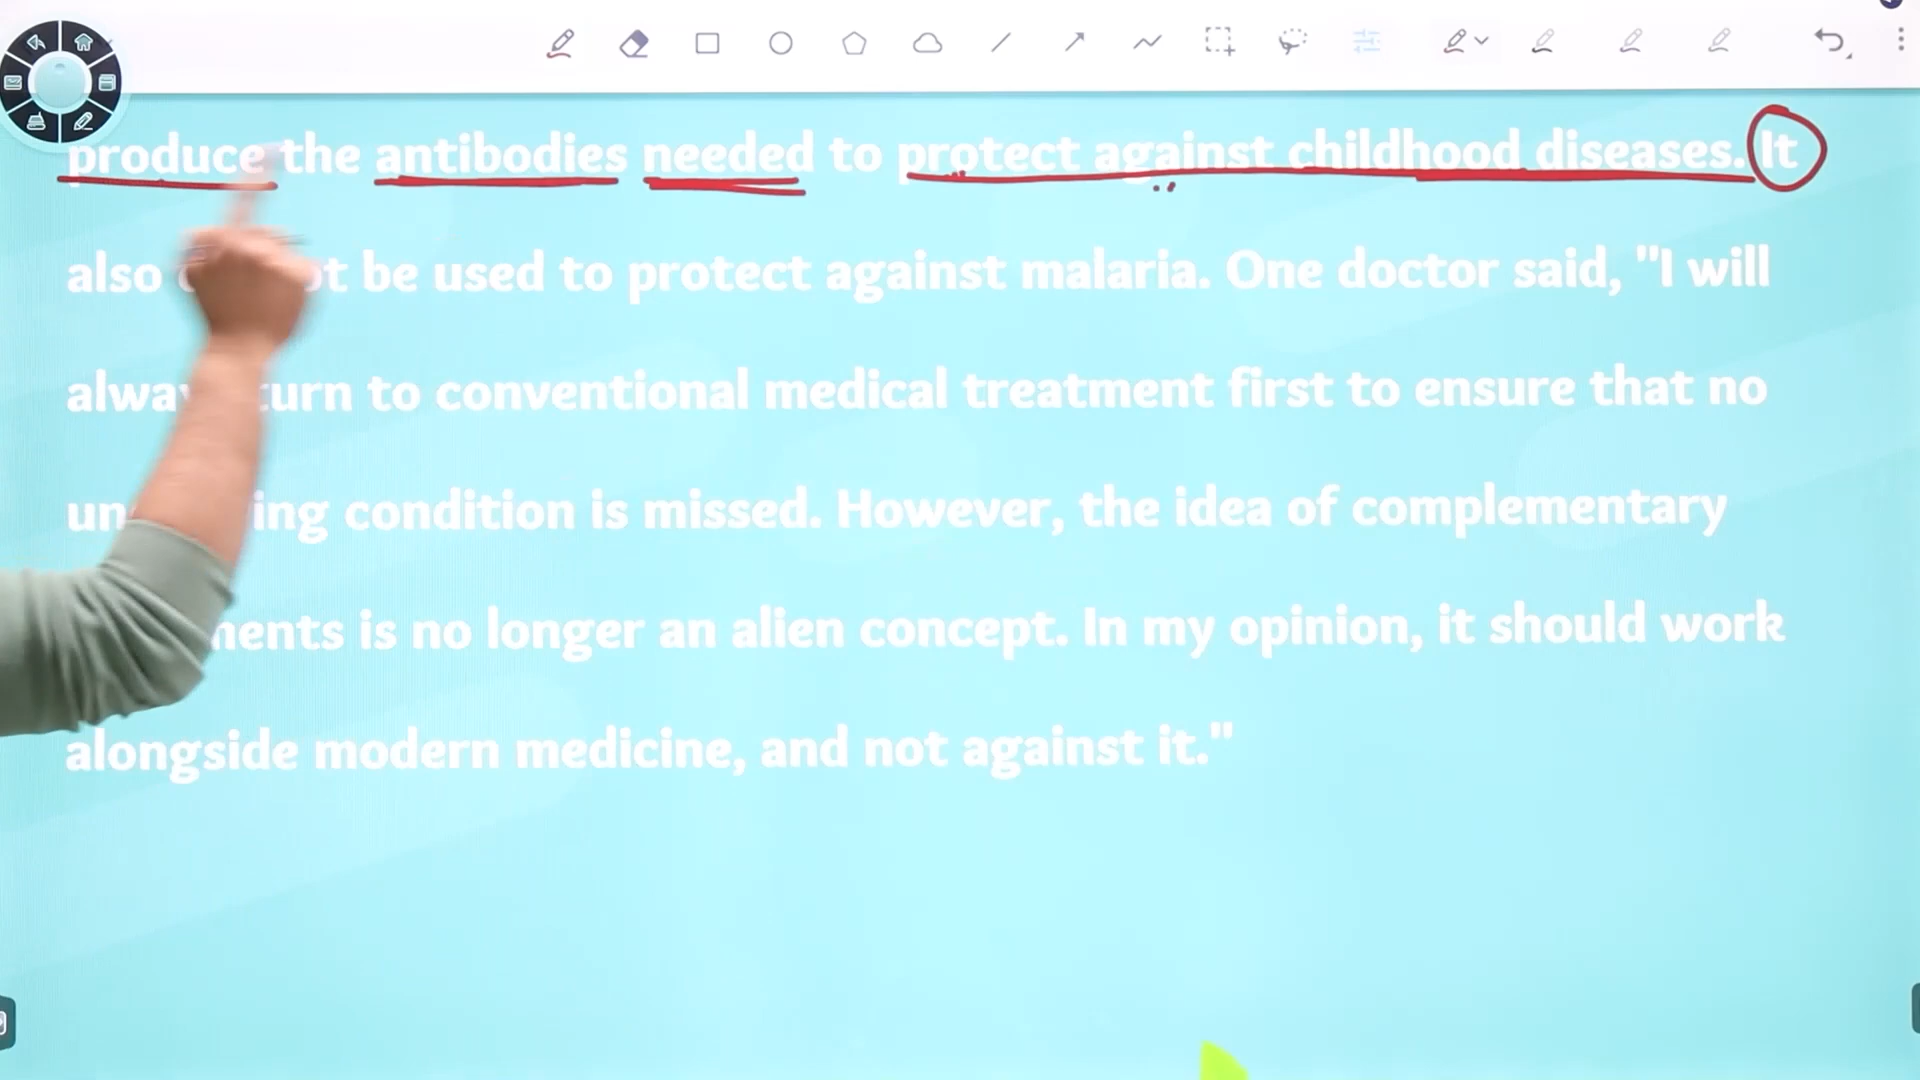 produce the antibodies needed to protect against childhood diseases. It
also be used to protect against malaria. One doctor said, "I will
turn to conventional medical treatment first to ensure that no
condition is missed. However, the idea of complementary
is no longer an alien concept. In my opinion, it should work
alongside modern medicine, and not against it."